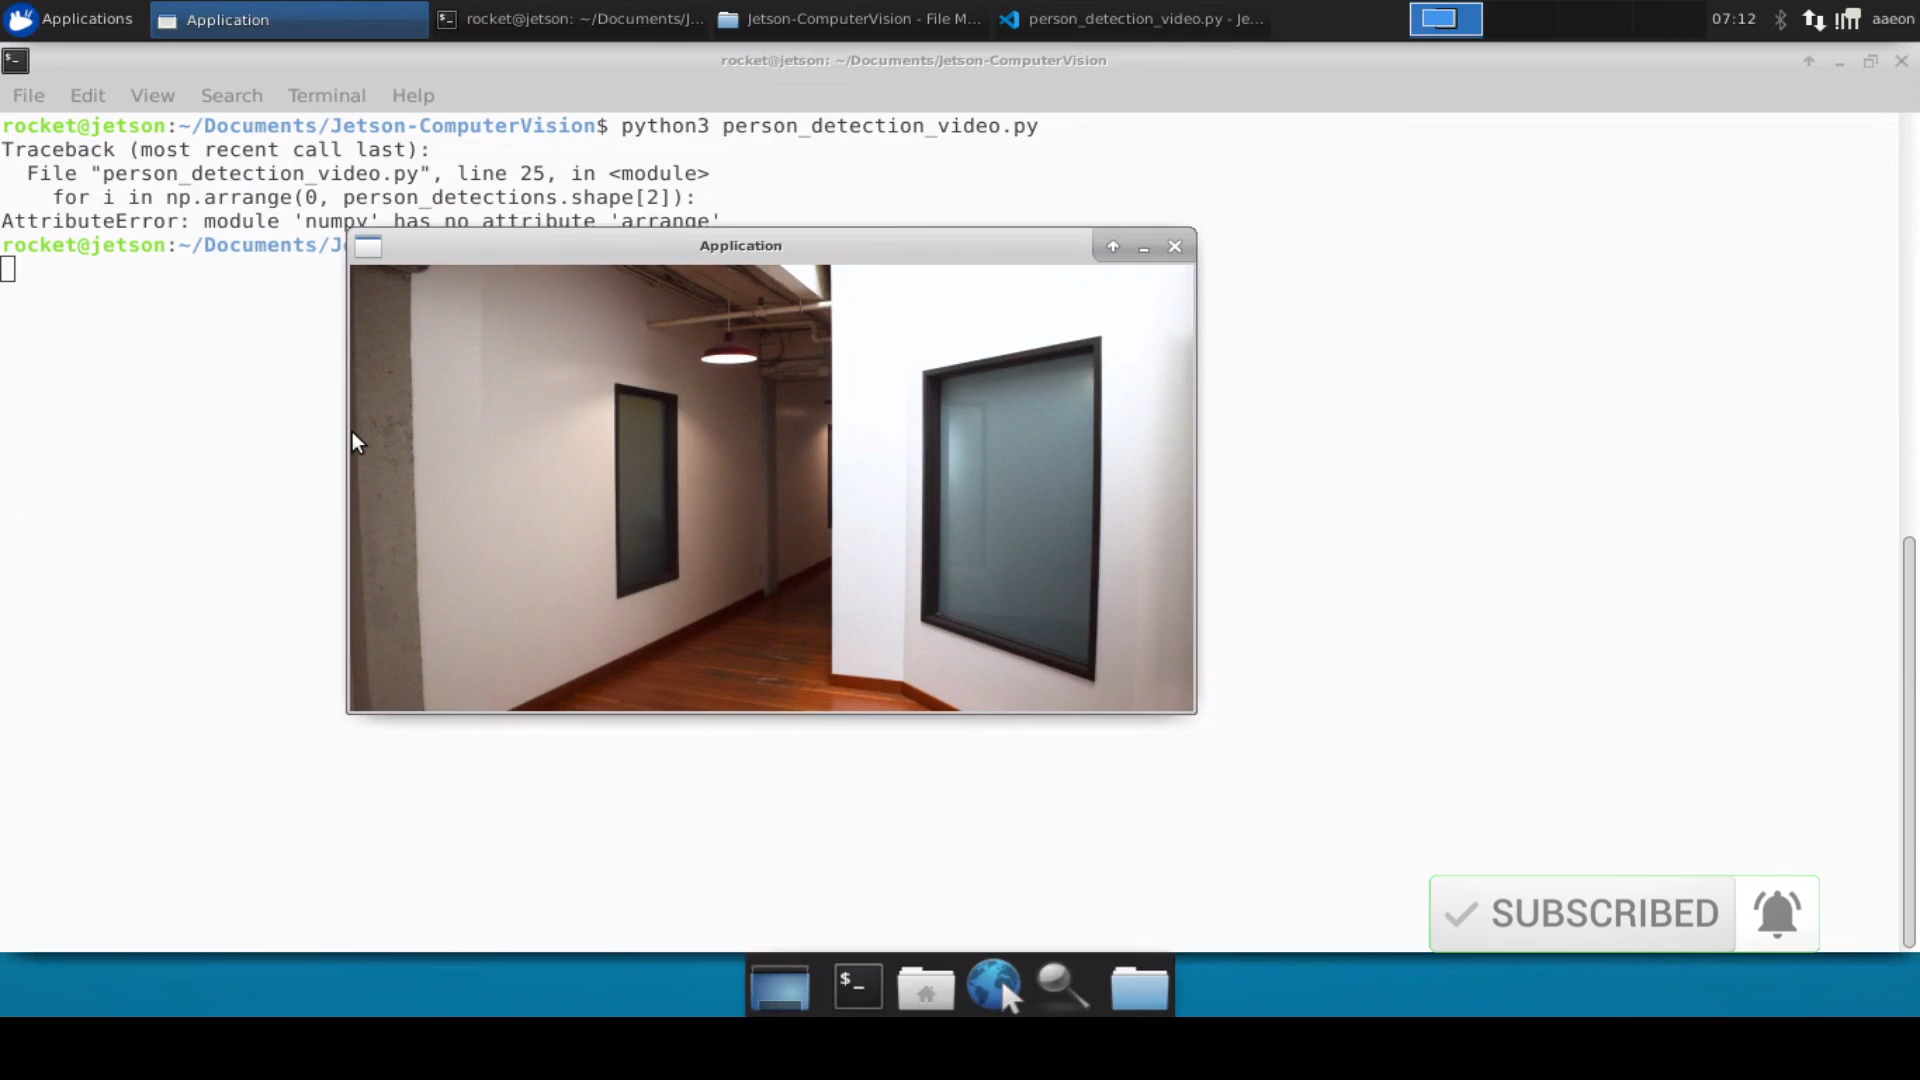 Applications
Application
rocket@jetson: ~/Documents/J...
Jetson-ComputerVision - File M...
person_detection_video.py - Je...
07:12
aaeon
rocket@jetson: ~/Documents/Jetson-ComputerVision
File Edit View Search Terminal Help
rocket@jetson:~/Documents/Jetson-ComputerVision$ python3 person_detection_video.py
Traceback (most recent call last):
File "person_detection_video.py", line 25, in <module>
for i in np.arrange(0, person_detections.shape[2]):
AttributeError: module 'numpy' has no attribute 'arrange'
rocket@jetson:~/Documents/J
Application
SUBSCRIBED
$_